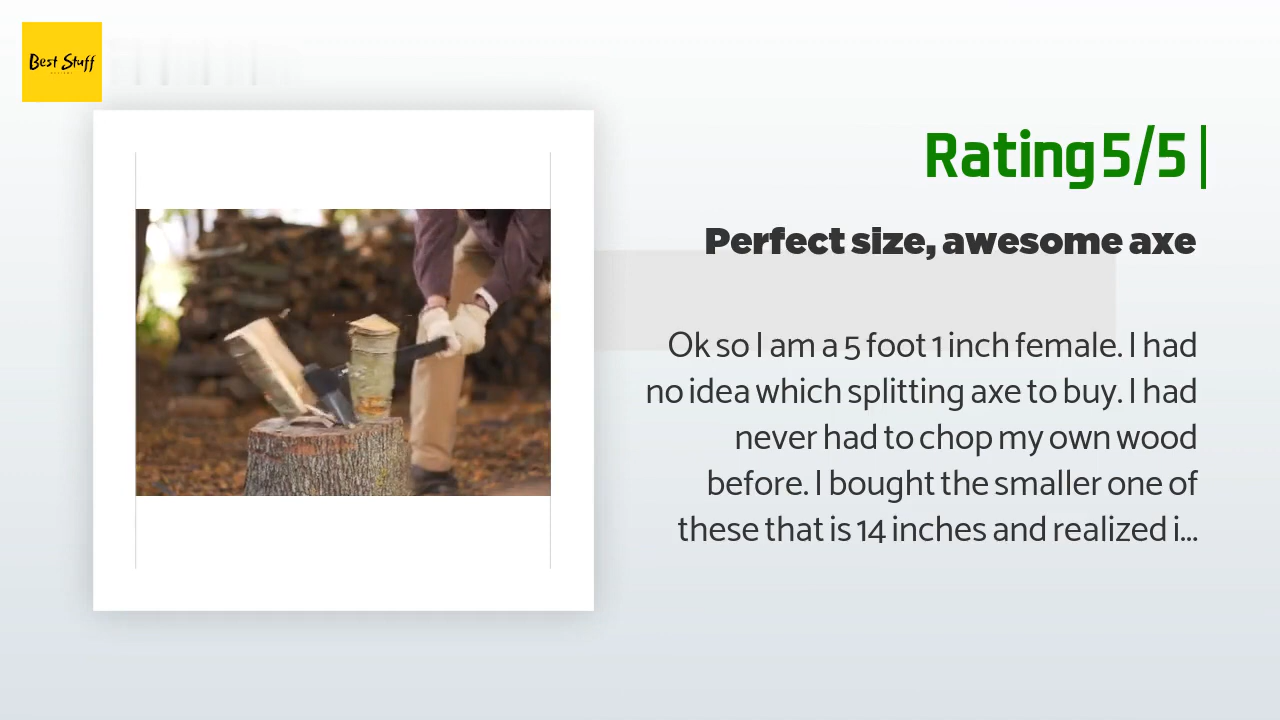 Best Stuff
Rating 5/5 |
Perfect size, awesome axe
Ok so I am a 5 foot 1 inch female. I had
no idea which splitting axe to buy. I had
never had to chop my own wood
before. I bought the smaller one of
these that is 14 inches and realized i...